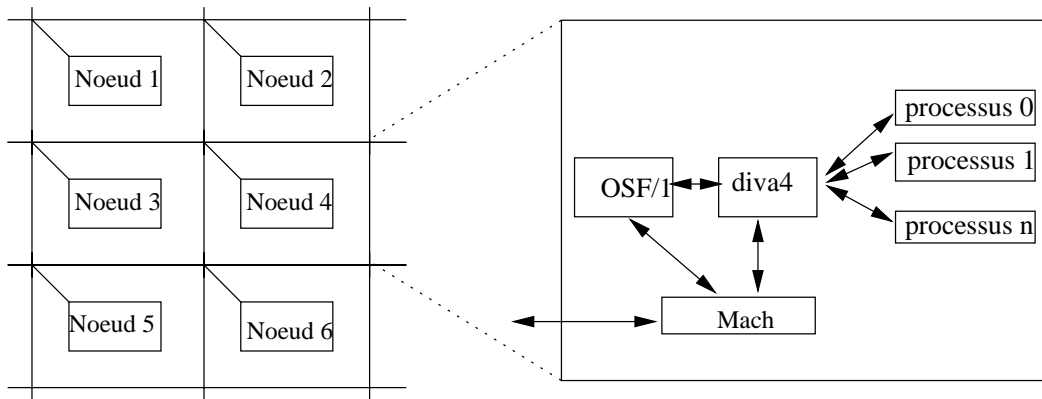 Noeud 1
Noeud 2
Noeud 3
Noeud 4
Noeud 5
Noeud 6
OSF/1
diva4
processus 0
processus 1
processus n
Mach